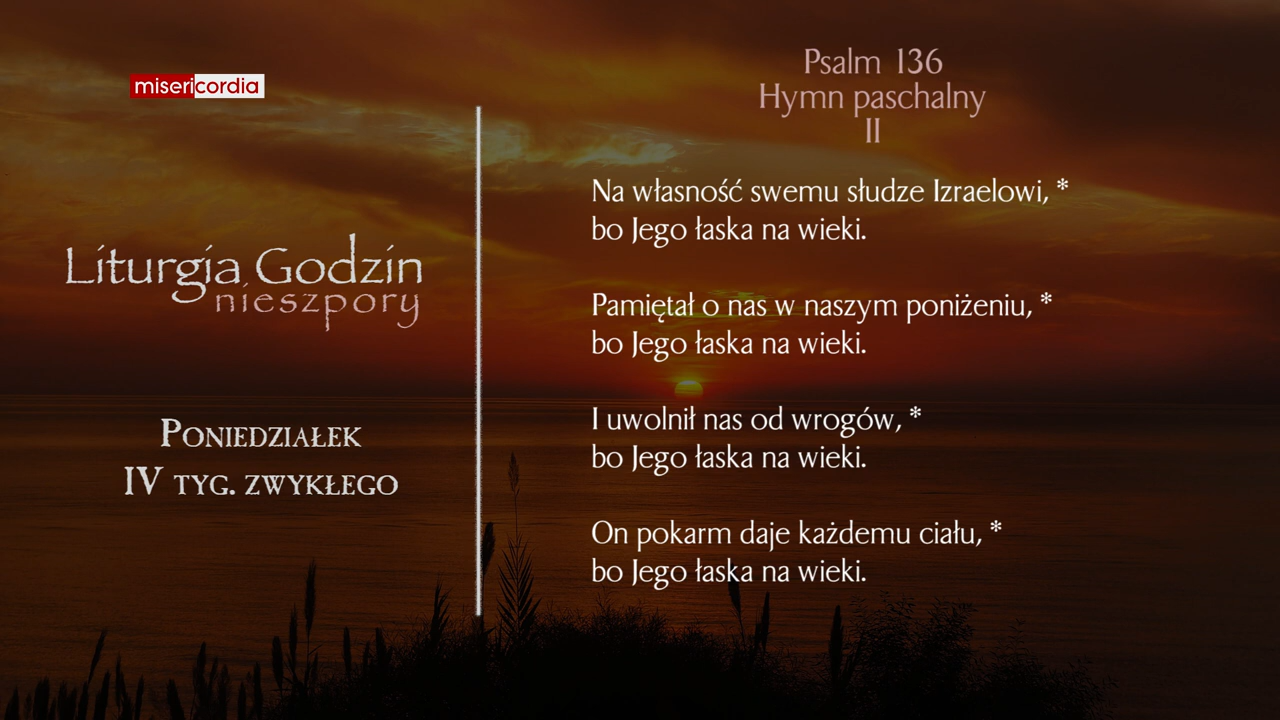 misericordia
Liturgia Godzin
nieszpory
Poniedziałek
IV tyg. zwykłego
Psalm 136
Hymn paschalny
II
Na własność swemu słudze Izraelowi, *
bo Jego łaska na wieki.
Pamiętał o nas w naszym poniżeniu, *
bo Jego łaska na wieki.
I uwolnił nas od wrogów, *
bo Jego łaska na wieki.
On pokarm daje każdemu ciału, *
bo Jego łaska na wieki.